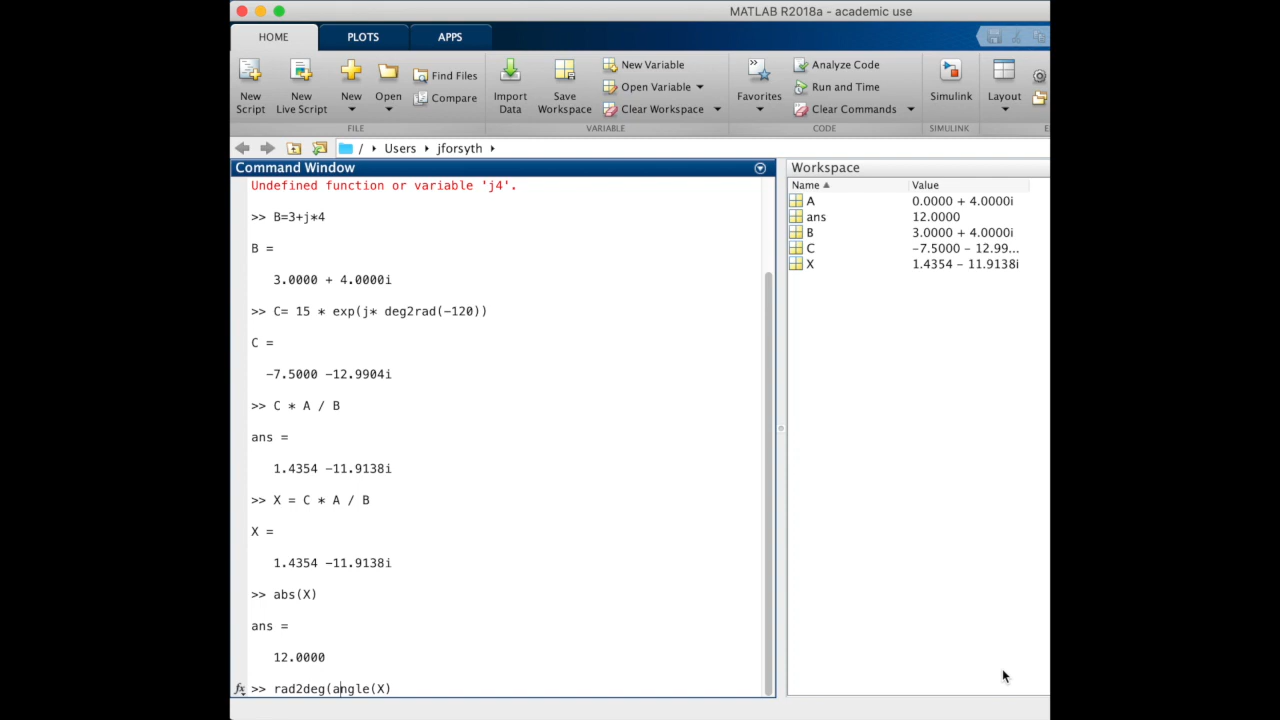 MATLAB R2018a - academic use
HOME PLOTS APPS
New Script
New Live Script
New
Open
Find Files
Compare
FILE
Import Data
Save Workspace
New Variable
Open Variable
Clear Workspace
VARIABLE
Favorites
Analyze Code
Run and Time
Clear Commands
CODE
Simulink
SIMULINK
Layout
E
/ Users jforsyth
Command Window
Undefined function or variable 'j4'.
>> B=3+j*4
B =
3.0000 + 4.0000i
>> C= 15 * exp(j* deg2rad(-120))
C =
-7.5000 -12.9904i
>> C * A / B
ans =
1.4354 -11.9138i
>> X = C * A / B
X =
1.4354 -11.9138i
>> abs(X)
ans =
12.0000
fx >> rad2deg(angle(X)
Workspace
Name Value
A 0.0000 + 4.0000i
ans 12.0000
B 3.0000 + 4.0000i
C -7.5000 - 12.99...
X 1.4354 - 11.9138i